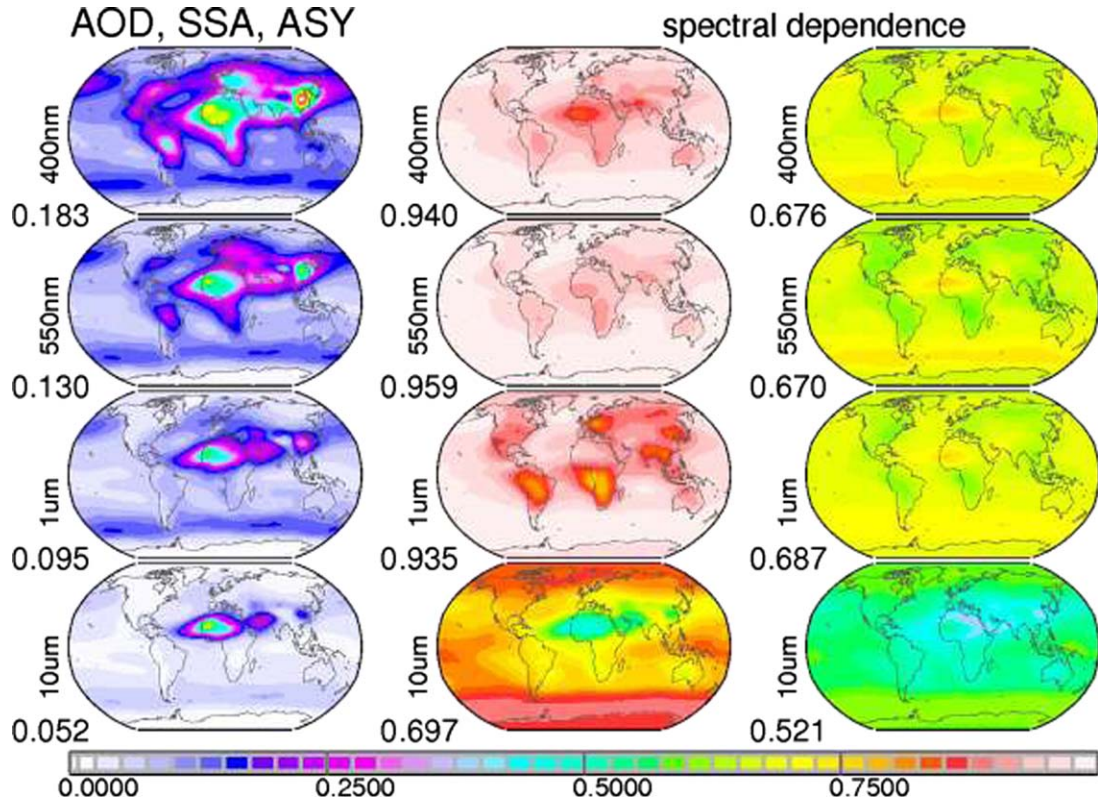 AOD, SSA, ASY
spectral dependence
400nm
400nm
400nm
0.183
0.940
0.676
550nm
550nm
550nm
0.130
0.959
0.670
1um
1um
1um
0.095
0.935
0.687
10um
10um
10um
0.052
0.697
0.521
0.0000 0.2500 0.5000 0.7500